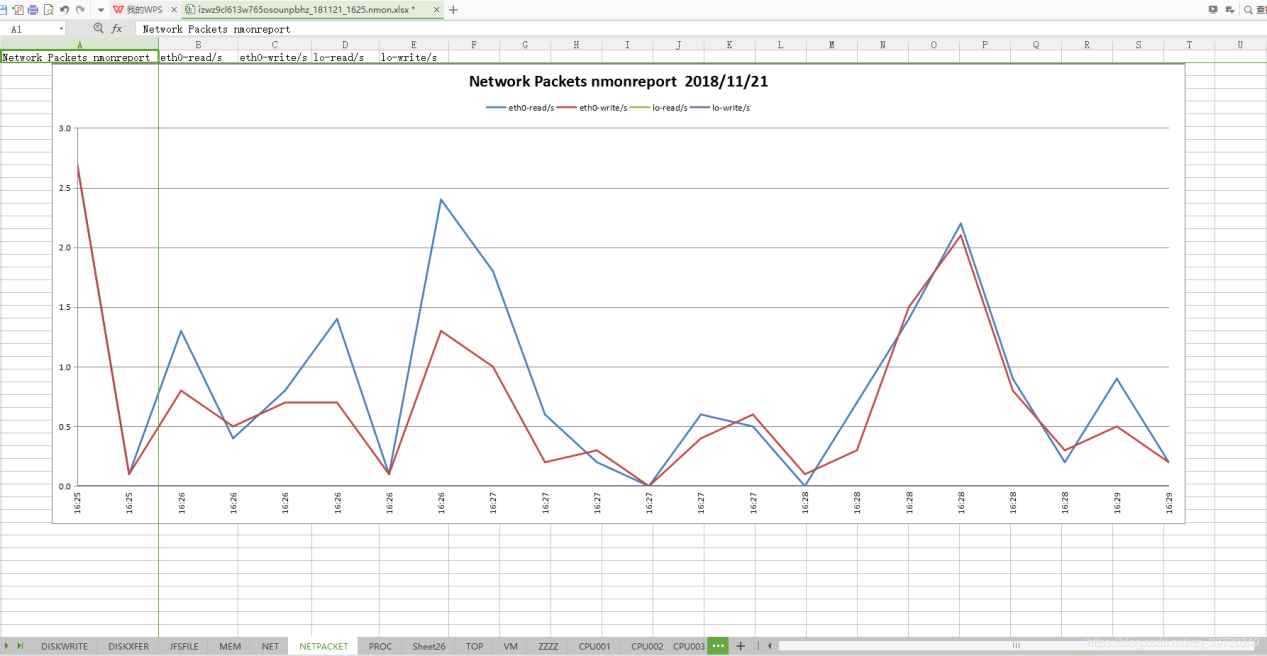 我的WPS izwz9cl613w765osounpbhz_181121_1625.nmon.xlsx *
A1 fx Network Packets nmonreport
A B C D E F G H I J K L M N O P Q R S T U
Network Packets nmonreport eth0-read/s eth0-write/s lo-read/s lo-write/s
Network Packets nmonreport 2018/11/21
eth0-read/s eth0-write/s lo-read/s lo-write/s
3.0
2.5
2.0
1.5
1.0
0.5
0.0
16:25 16:25 16:26 16:26 16:26 16:26 16:26 16:26 16:27 16:27 16:27 16:27 16:27 16:27 16:28 16:28 16:28 16:28 16:28 16:28 16:29 16:29
DISKWRITE DISKXFER JFSFILE MEM NET NETPACKET PROC Sheet26 TOP VM ZZZZ CPU001 CPU002 CPU003